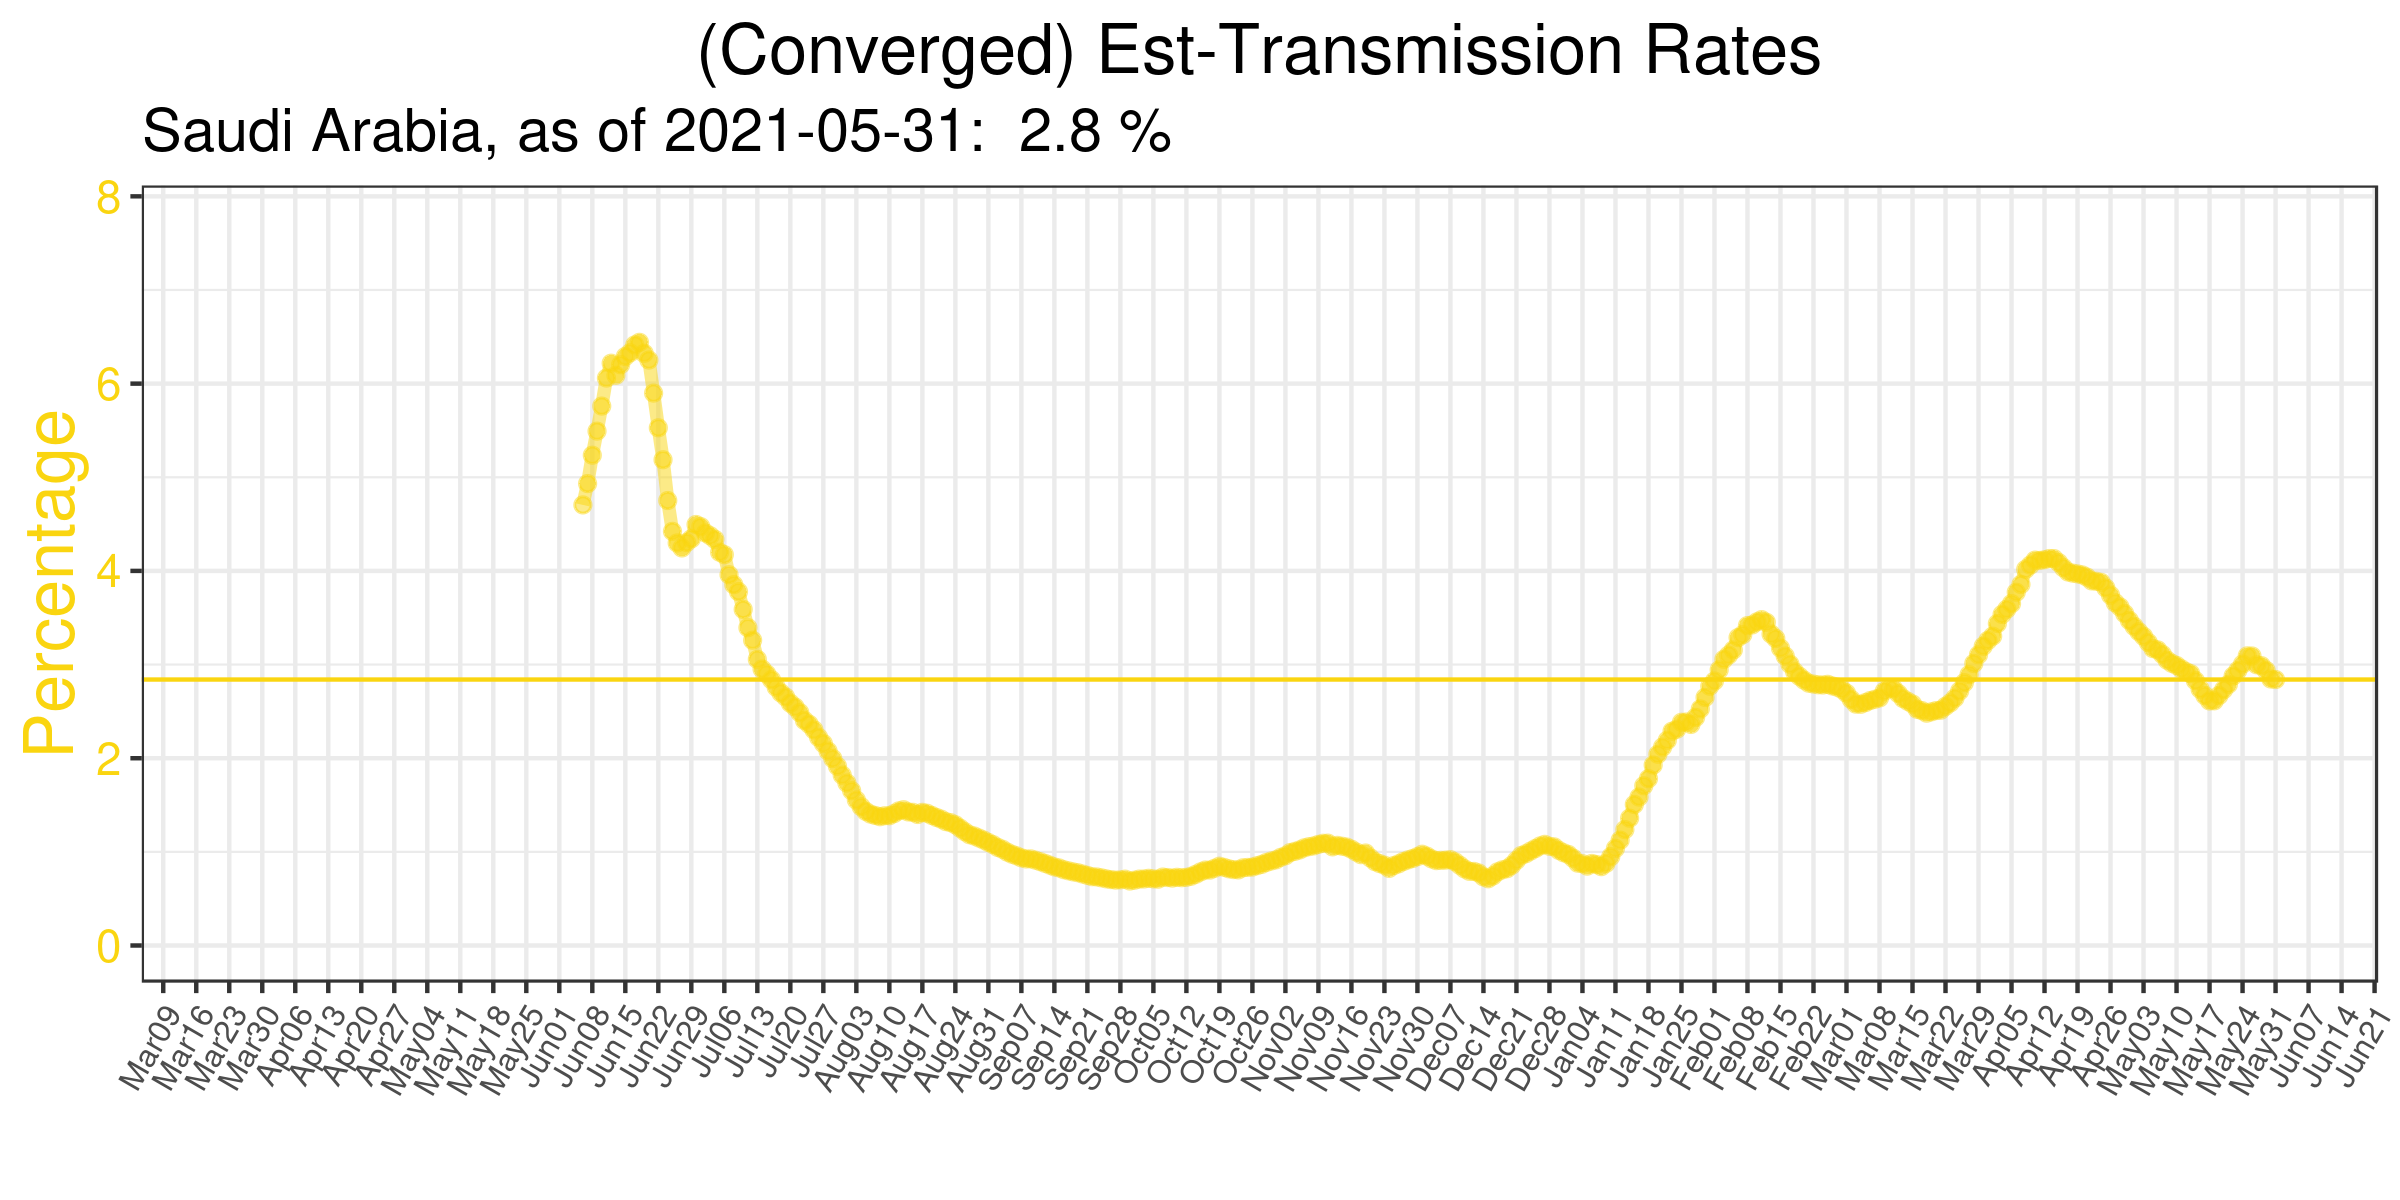 (Converged) Est-Transmission Rates
Saudi Arabia, as of 2021-05-31:  2.8 %
Percentage
8
6
4
2
0
Mar09
Mar16
Mar23
Mar30
Apr06
Apr13
Apr20
Apr27
May04
May11
May18
May25
Jun01
Jun08
Jun15
Jun22
Jun29
Jul06
Jul13
Jul20
Jul27
Aug03
Aug10
Aug17
Aug24
Aug31
Sep07
Sep14
Sep21
Sep28
Oct05
Oct12
Oct19
Oct26
Nov02
Nov09
Nov16
Nov23
Nov30
Dec07
Dec14
Dec21
Dec28
Jan04
Jan11
Jan18
Jan25
Feb01
Feb08
Feb15
Feb22
Mar01
Mar08
Mar15
Mar22
Mar29
Apr05
Apr12
Apr19
Apr26
May03
May10
May17
May24
May31
Jun07
Jun14
Jun21